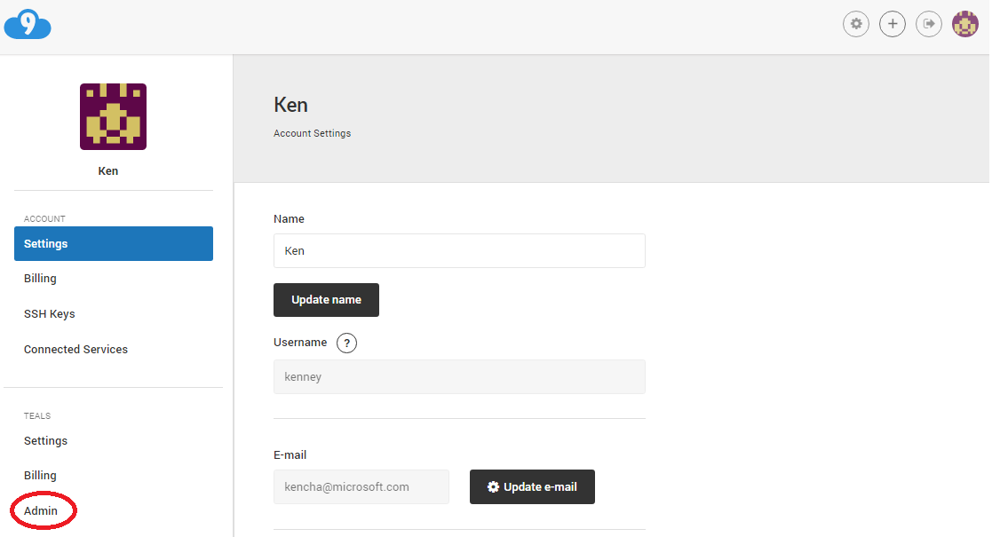 9
Ken
ACCOUNT
Settings
Billing
SSH Keys
Connected Services
TEALS
Settings
Billing
Admin
Ken
Account Settings
Name
Ken
Update name
Username ?
kenney
E-mail
kencha@microsoft.com Update e-mail